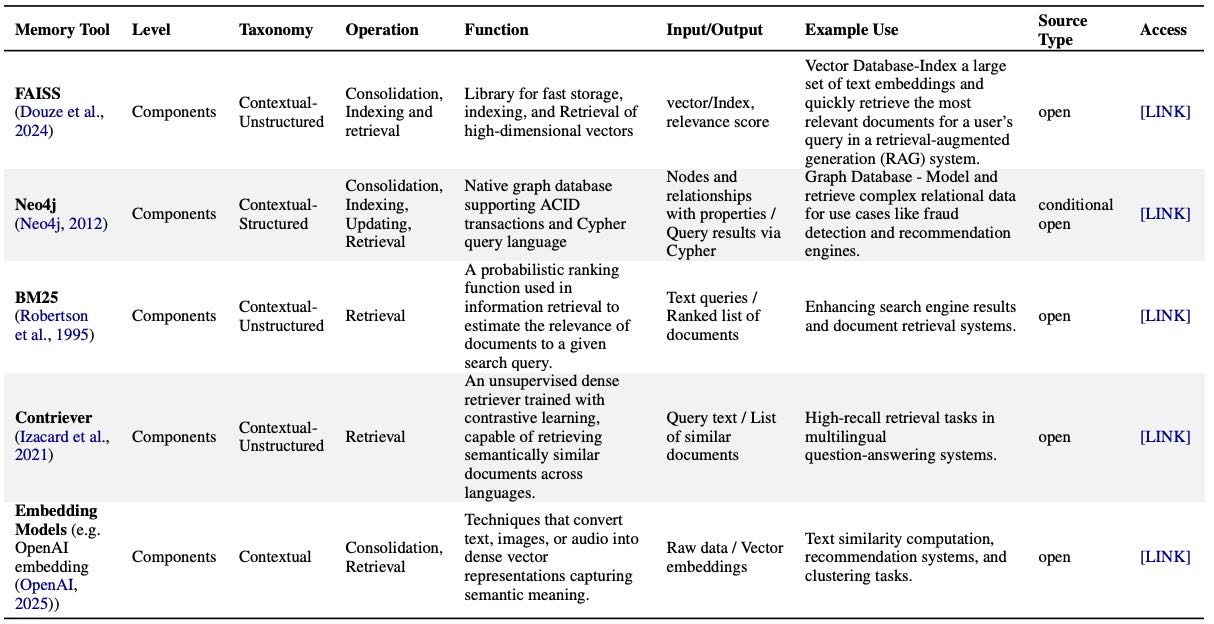 Memory Tool Level Taxonomy Operation Function Input/Output Example Use Source Type Access
FAISS
(Douze et al.,
2024)
Components
Contextual-
Unstructured
Consolidation,
Indexing and
retrieval
Library for fast storage,
indexing, and Retrieval of
high-dimensional vectors
vector/Index,
relevance score
Vector Database-Index a large
set of text embeddings and
quickly retrieve the most
relevant documents for a user's
query in a retrieval-augmented
generation (RAG) system.
open
[LINK]
Neo4j
(Neo4j, 2012)
Components
Contextual-
Structured
Consolidation,
Indexing,
Updating,
Retrieval
Native graph database
supporting ACID
transactions and Cypher
query language
Nodes and
relationships
with properties /
Query results via
Cypher
Graph Database - Model and
retrieve complex relational data
for use cases like fraud
detection and recommendation
engines.
conditional
open
[LINK]
BM25
(Robertson
et al., 1995)
Components
Contextual-
Unstructured
Retrieval
A probabilistic ranking
function used in
information retrieval to
estimate the relevance of
documents to a given
search query.
Text queries /
Ranked list of
documents
Enhancing search engine results
and document retrieval systems.
open
[LINK]
Contriever
(Izacard et al.,
2021)
Components
Contextual-
Unstructured
Retrieval
An unsupervised dense
retriever trained with
contrastive learning,
capable of retrieving
semantically similar
documents across
languages.
Query text / List
of similar
documents
High-recall retrieval tasks in
multilingual
question-answering systems.
open
[LINK]
Embedding
Models (e.g.
OpenAI
embedding
(OpenAI,
2025))
Components
Contextual
Consolidation,
Retrieval
Techniques that convert
text, images, or audio into
dense vector
representations capturing
semantic meaning.
Raw data / Vector
embeddings
Text similarity computation,
recommendation systems, and
clustering tasks.
open
[LINK]